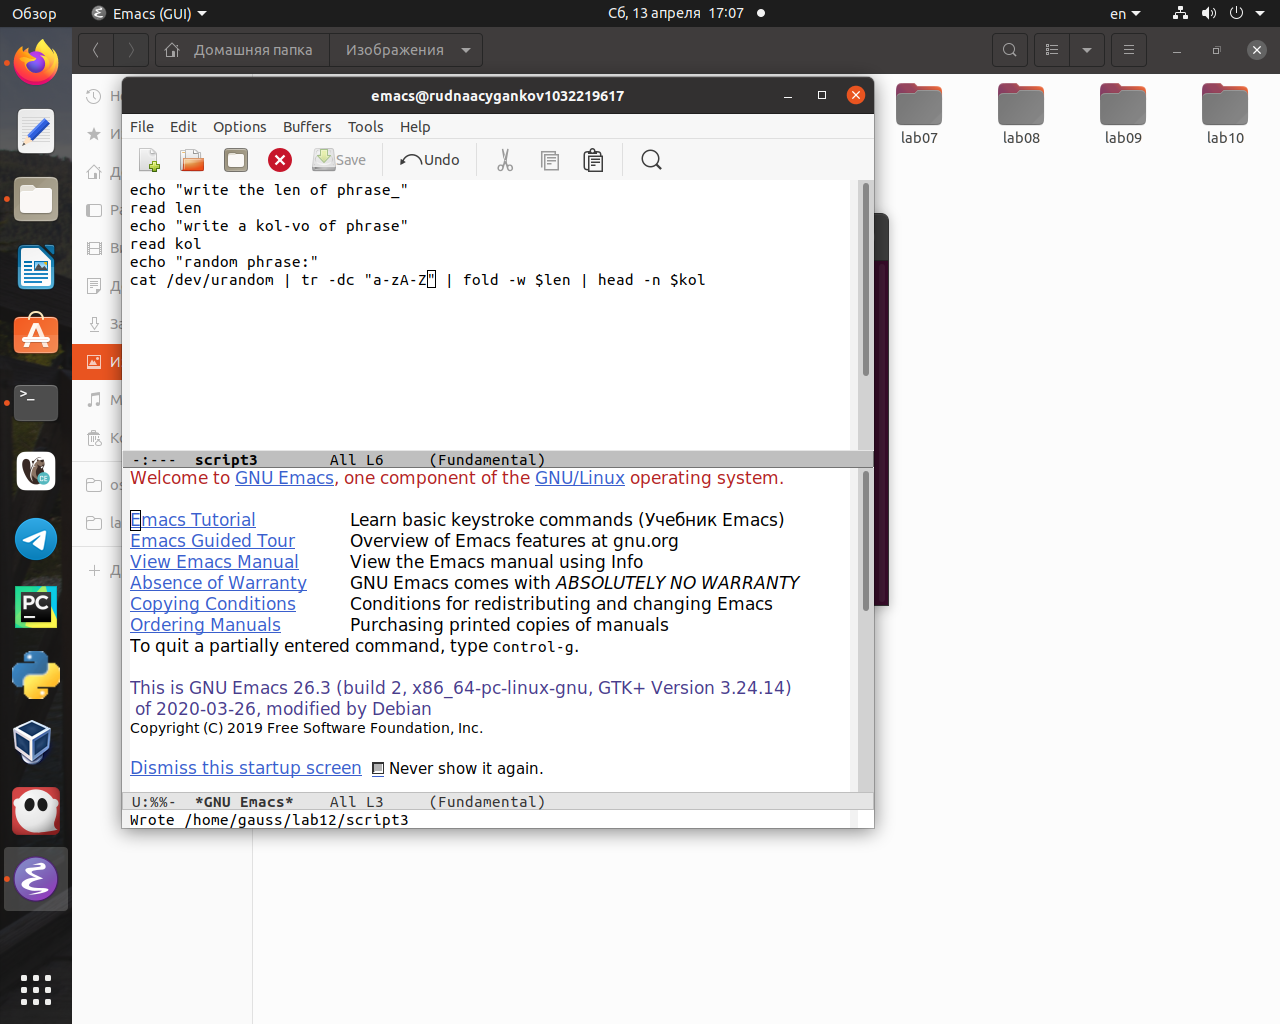 Обзор
Emacs (GUI)
Сб, 13 апреля 17:07
en
Домашняя папка
Изображения
emacs@rudnaacygankov1032219617
File Edit Options Buffers Tools Help
Save
Undo
echo "write the len of phrase_"
read len
echo "write a kol-vo of phrase"
read kol
echo "random phrase:"
cat /dev/urandom | tr -dc "a-zA-Z" | fold -w $len | head -n $kol
-:--- script3 All L6 (Fundamental)
Welcome to GNU Emacs, one component of the GNU/Linux operating system.
Emacs Tutorial Learn basic keystroke commands (Учебник Emacs)
Emacs Guided Tour Overview of Emacs features at gnu.org
View Emacs Manual View the Emacs manual using Info
Absence of Warranty GNU Emacs comes with ABSOLUTELY NO WARRANTY
Copying Conditions Conditions for redistributing and changing Emacs
Ordering Manuals Purchasing printed copies of manuals
To quit a partially entered command, type Control-g.
This is GNU Emacs 26.3 (build 2, x86_64-pc-linux-gnu, GTK+ Version 3.24.14)
of 2020-03-26, modified by Debian
Copyright (C) 2019 Free Software Foundation, Inc.
Dismiss this startup screen Never show it again.
U:%%- *GNU Emacs* All L3 (Fundamental)
Wrote /home/gauss/lab12/script3
lab07
lab08
lab09
lab10